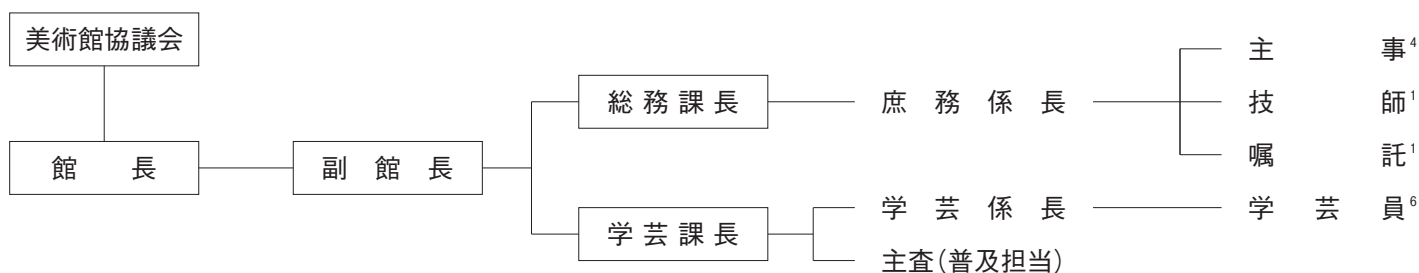 美術館協議会
館長
副館長
総務課長
庶務係長
主事4
技師1
嘱託1
学芸課長
学芸係長
学芸員6
主査(普及担当)